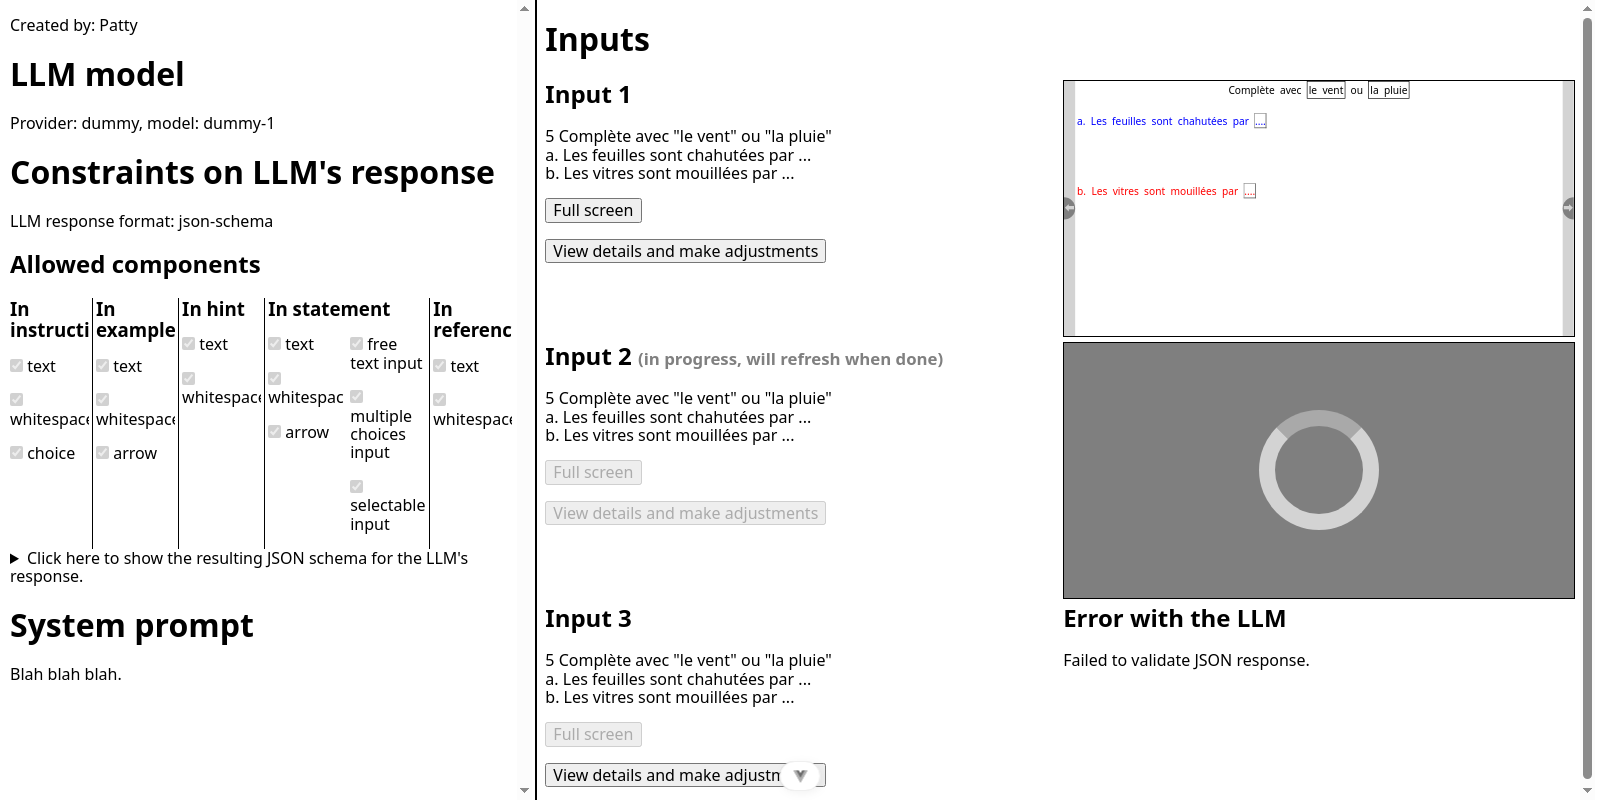 Created by: Patty
LLM model
Provider: dummy, model: dummy-1
Constraints on LLM's response
LLM response format: json-schema
Allowed components
In
instructi
text
whitespace
choice
In
example
text
whitespace
arrow
In hint
text
whitespace
In statement
text
whitespac
arrow
free
text input
multiple
choices
input
selectable
input
In
referenc
text
whitespace
Click here to show the resulting JSON schema for the LLM's
response.
System prompt
Blah blah blah.
Inputs
Input 1
5 Complète avec "le vent" ou "la pluie"
a. Les feuilles sont chahutées par ...
b. Les vitres sont mouillées par ...
Full screen
View details and make adjustments
Complète avec le vent ou la pluie
a. Les feuilles sont chahutées par ....
b. Les vitres sont mouillées par ....
Input 2 (in progress, will refresh when done)
5 Complète avec "le vent" ou "la pluie"
a. Les feuilles sont chahutées par ...
b. Les vitres sont mouillées par ...
Full screen
View details and make adjustments
Input 3
5 Complète avec "le vent" ou "la pluie"
a. Les feuilles sont chahutées par ...
b. Les vitres sont mouillées par ...
Full screen
View details and make adjustm
Error with the LLM
Failed to validate JSON response.